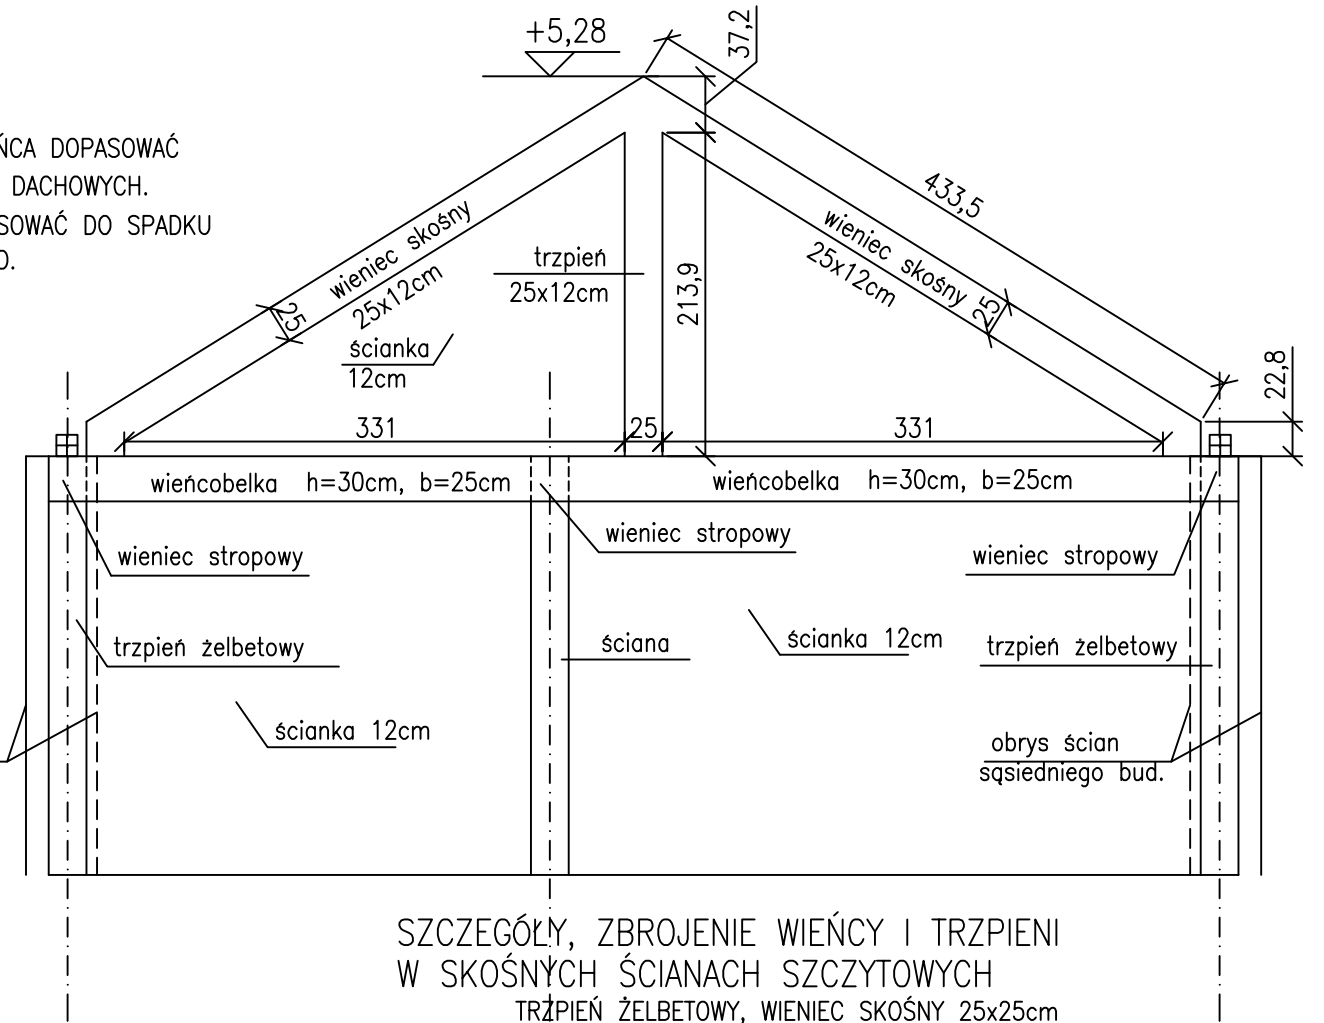 +5,28
37,2
ŃCA DOPASOWAĆ
DACHOWYCH.
SOWAĆ DO SPADKU
O.
433,5
wieniec skośny
25x12cm
25
trzpień
25x12cm
213,9
wieniec skośny
25x12cm
25
ścianka
12cm
22,8
331
25
331
wieńcobelka h=30cm, b=25cm
wieńcobelka h=30cm, b=25cm
wieniec stropowy
wieniec stropowy
wieniec stropowy
trzpień żelbetowy
ściana
ścianka 12cm
trzpień żelbetowy
ścianka 12cm
obrys ścian
sąsiedniego bud.
SZCZEGÓŁY, ZBROJENIE WIEŃCY I TRZPIENI
W SKOŚNYCH ŚCIANACH SZCZYTOWYCH
TRZPIEŃ ŻELBETOWY, WIENIEC SKOŚNY 25x25cm